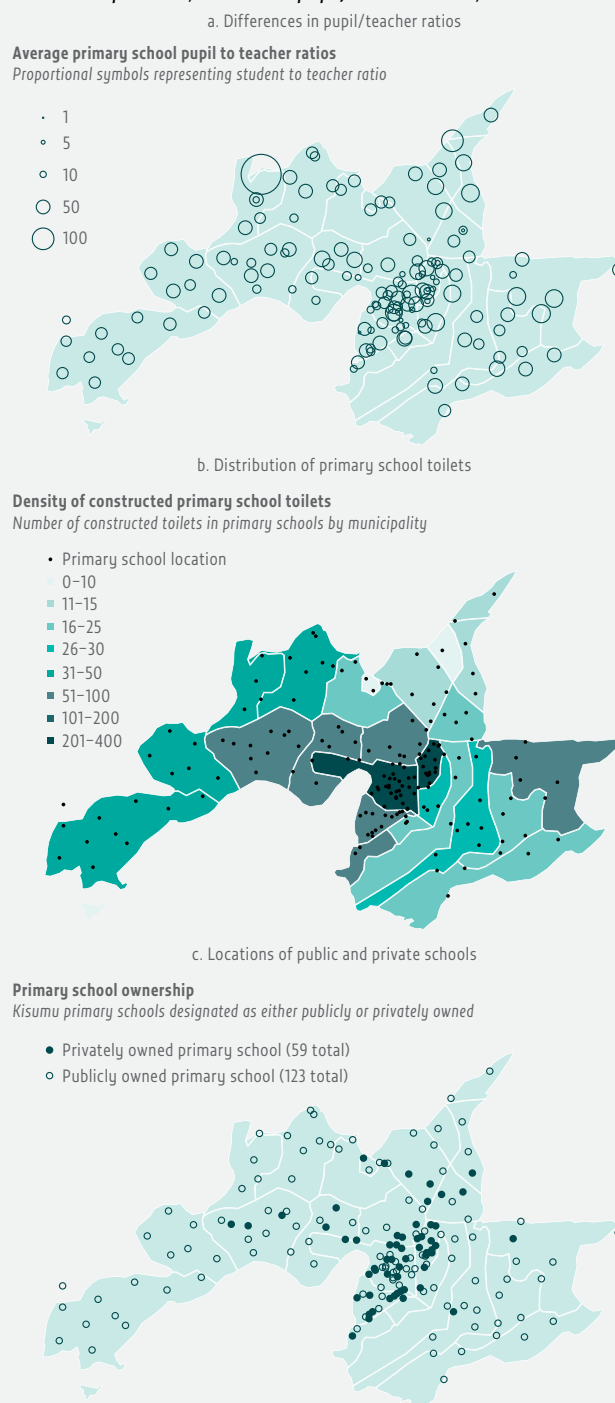 a. Differences in pupil/teacher ratios
Average primary school pupil to teacher ratios
Proportional symbols representing student to teacher ratio
1
5
10
50
100
b. Distribution of primary school toilets
Density of constructed primary school toilets
Number of constructed toilets in primary schools by municipality
Primary school location
0–10
11–15
16–25
26–30
31–50
51–100
101–200
201–400
c. Locations of public and private schools
Primary school ownership
Kisumu primary schools designated as either publicly or privately owned
Privately owned primary school (59 total)
Publicly owned primary school (123 total)